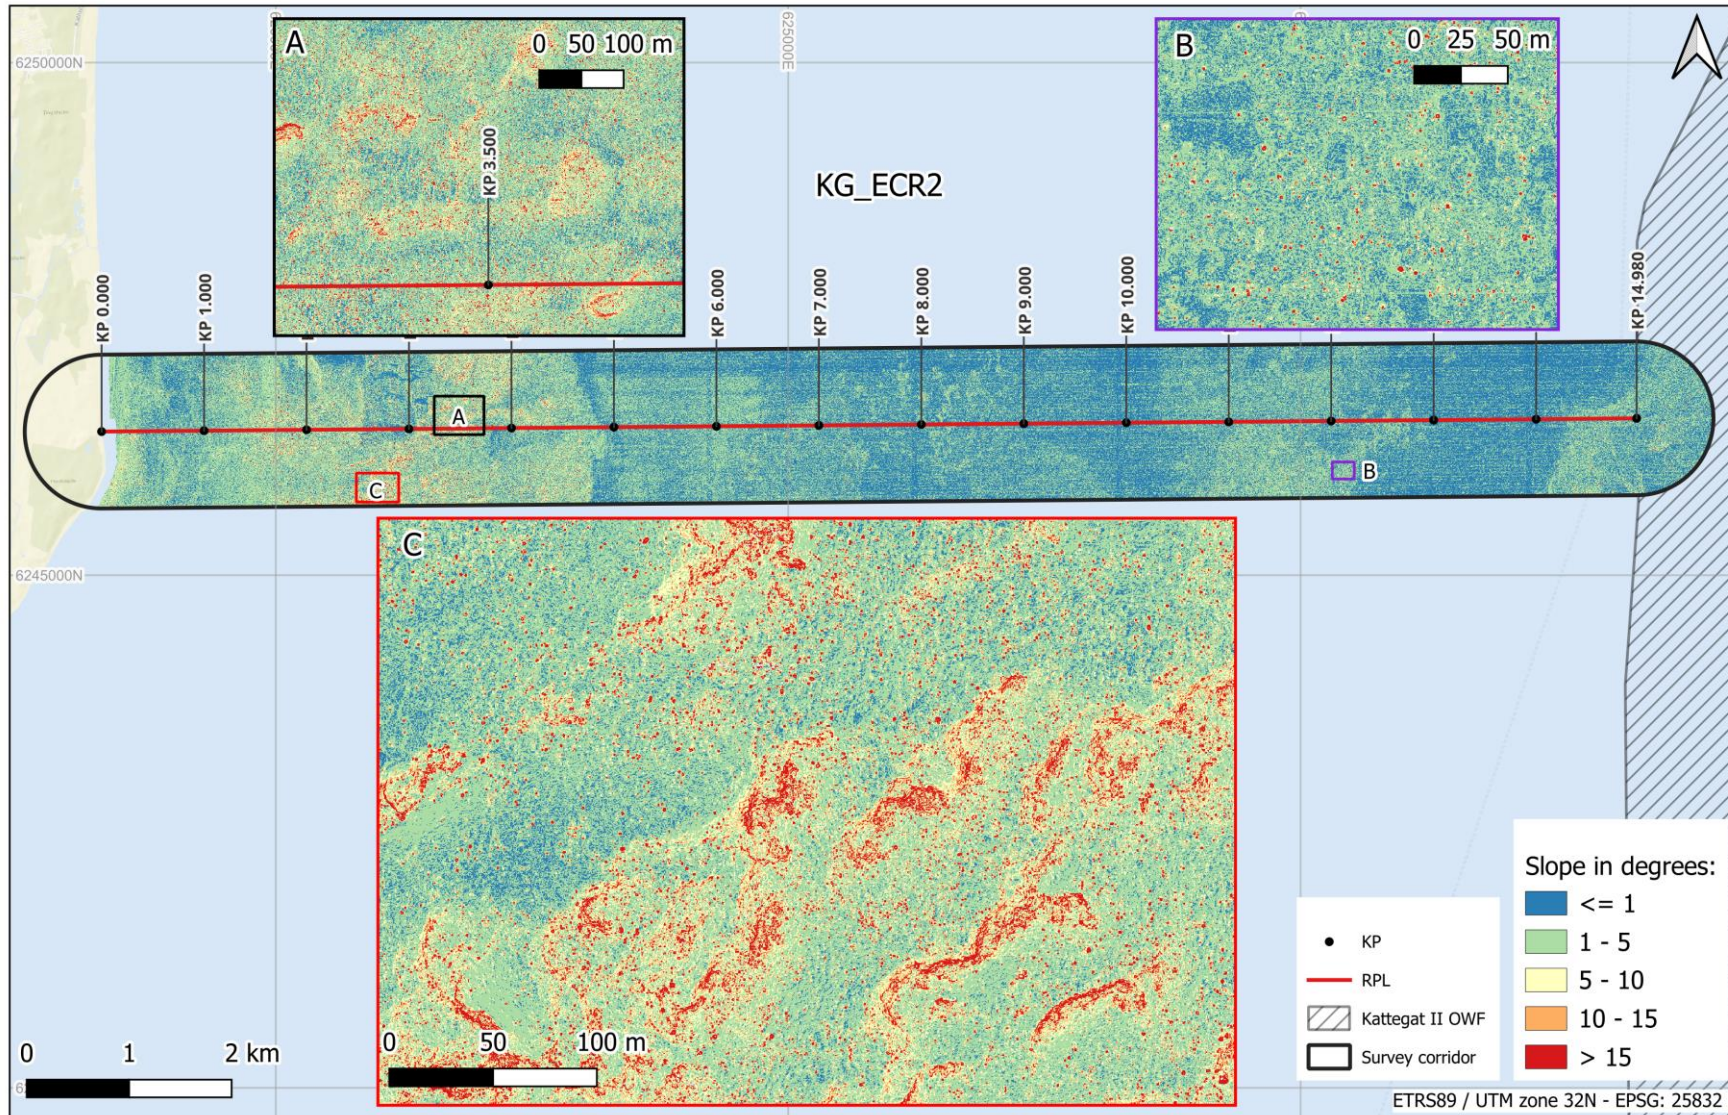 6250000N
6250000E
A
0 50 100 m
KP 3.500
KG_ECR2
B
0 25 50 m
KP 0.000
KP 1.000
KP 6.000
KP 7.000
KP 8.000
KP 9.000
KP 10.000
KP 14.980
A
B
C
6245000N
C
0 50 100 m
0 1 2 km
KP
RPL
Kattegat II OWF
Survey corridor
Slope in degrees:
<= 1
1 - 5
5 - 10
10 - 15
> 15
ETRS89 / UTM zone 32N - EPSG: 25832